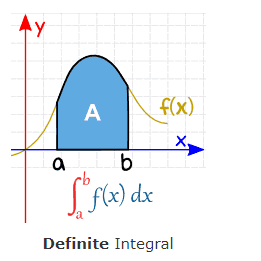 y
A
f(x)
x
a
b
∫ₐᵇ f(x) dx
Definite Integral